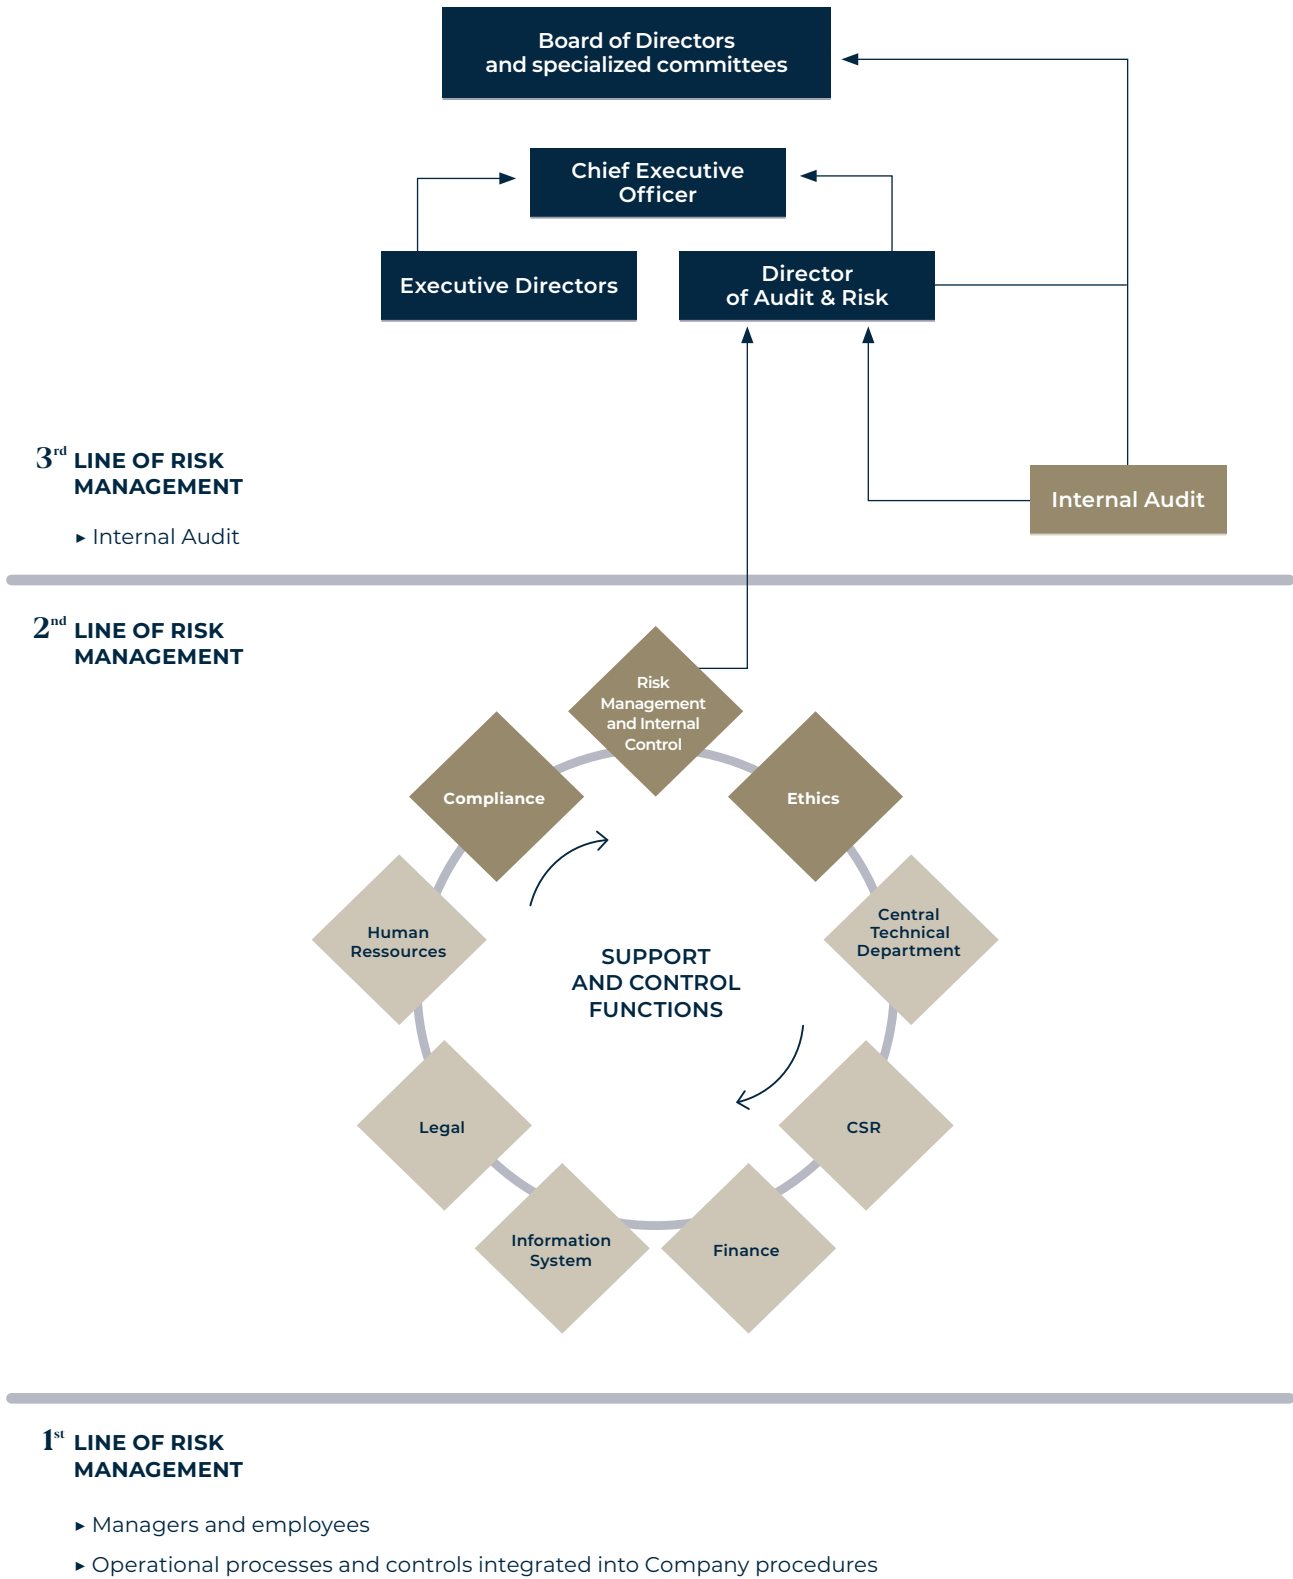 Board of Directors
and specialized committees
Chief Executive
Officer
Executive Directors
Director
of Audit & Risk
3rd LINE OF RISK
MANAGEMENT
▸ Internal Audit
Internal Audit
2nd LINE OF RISK
MANAGEMENT
Risk
Management
and Internal
Control
Compliance
Ethics
Human
Ressources
Central
Technical
Department
SUPPORT
AND CONTROL
FUNCTIONS
Legal
CSR
Information
System
Finance
1st LINE OF RISK
MANAGEMENT
▸ Managers and employees
▸ Operational processes and controls integrated into Company procedures